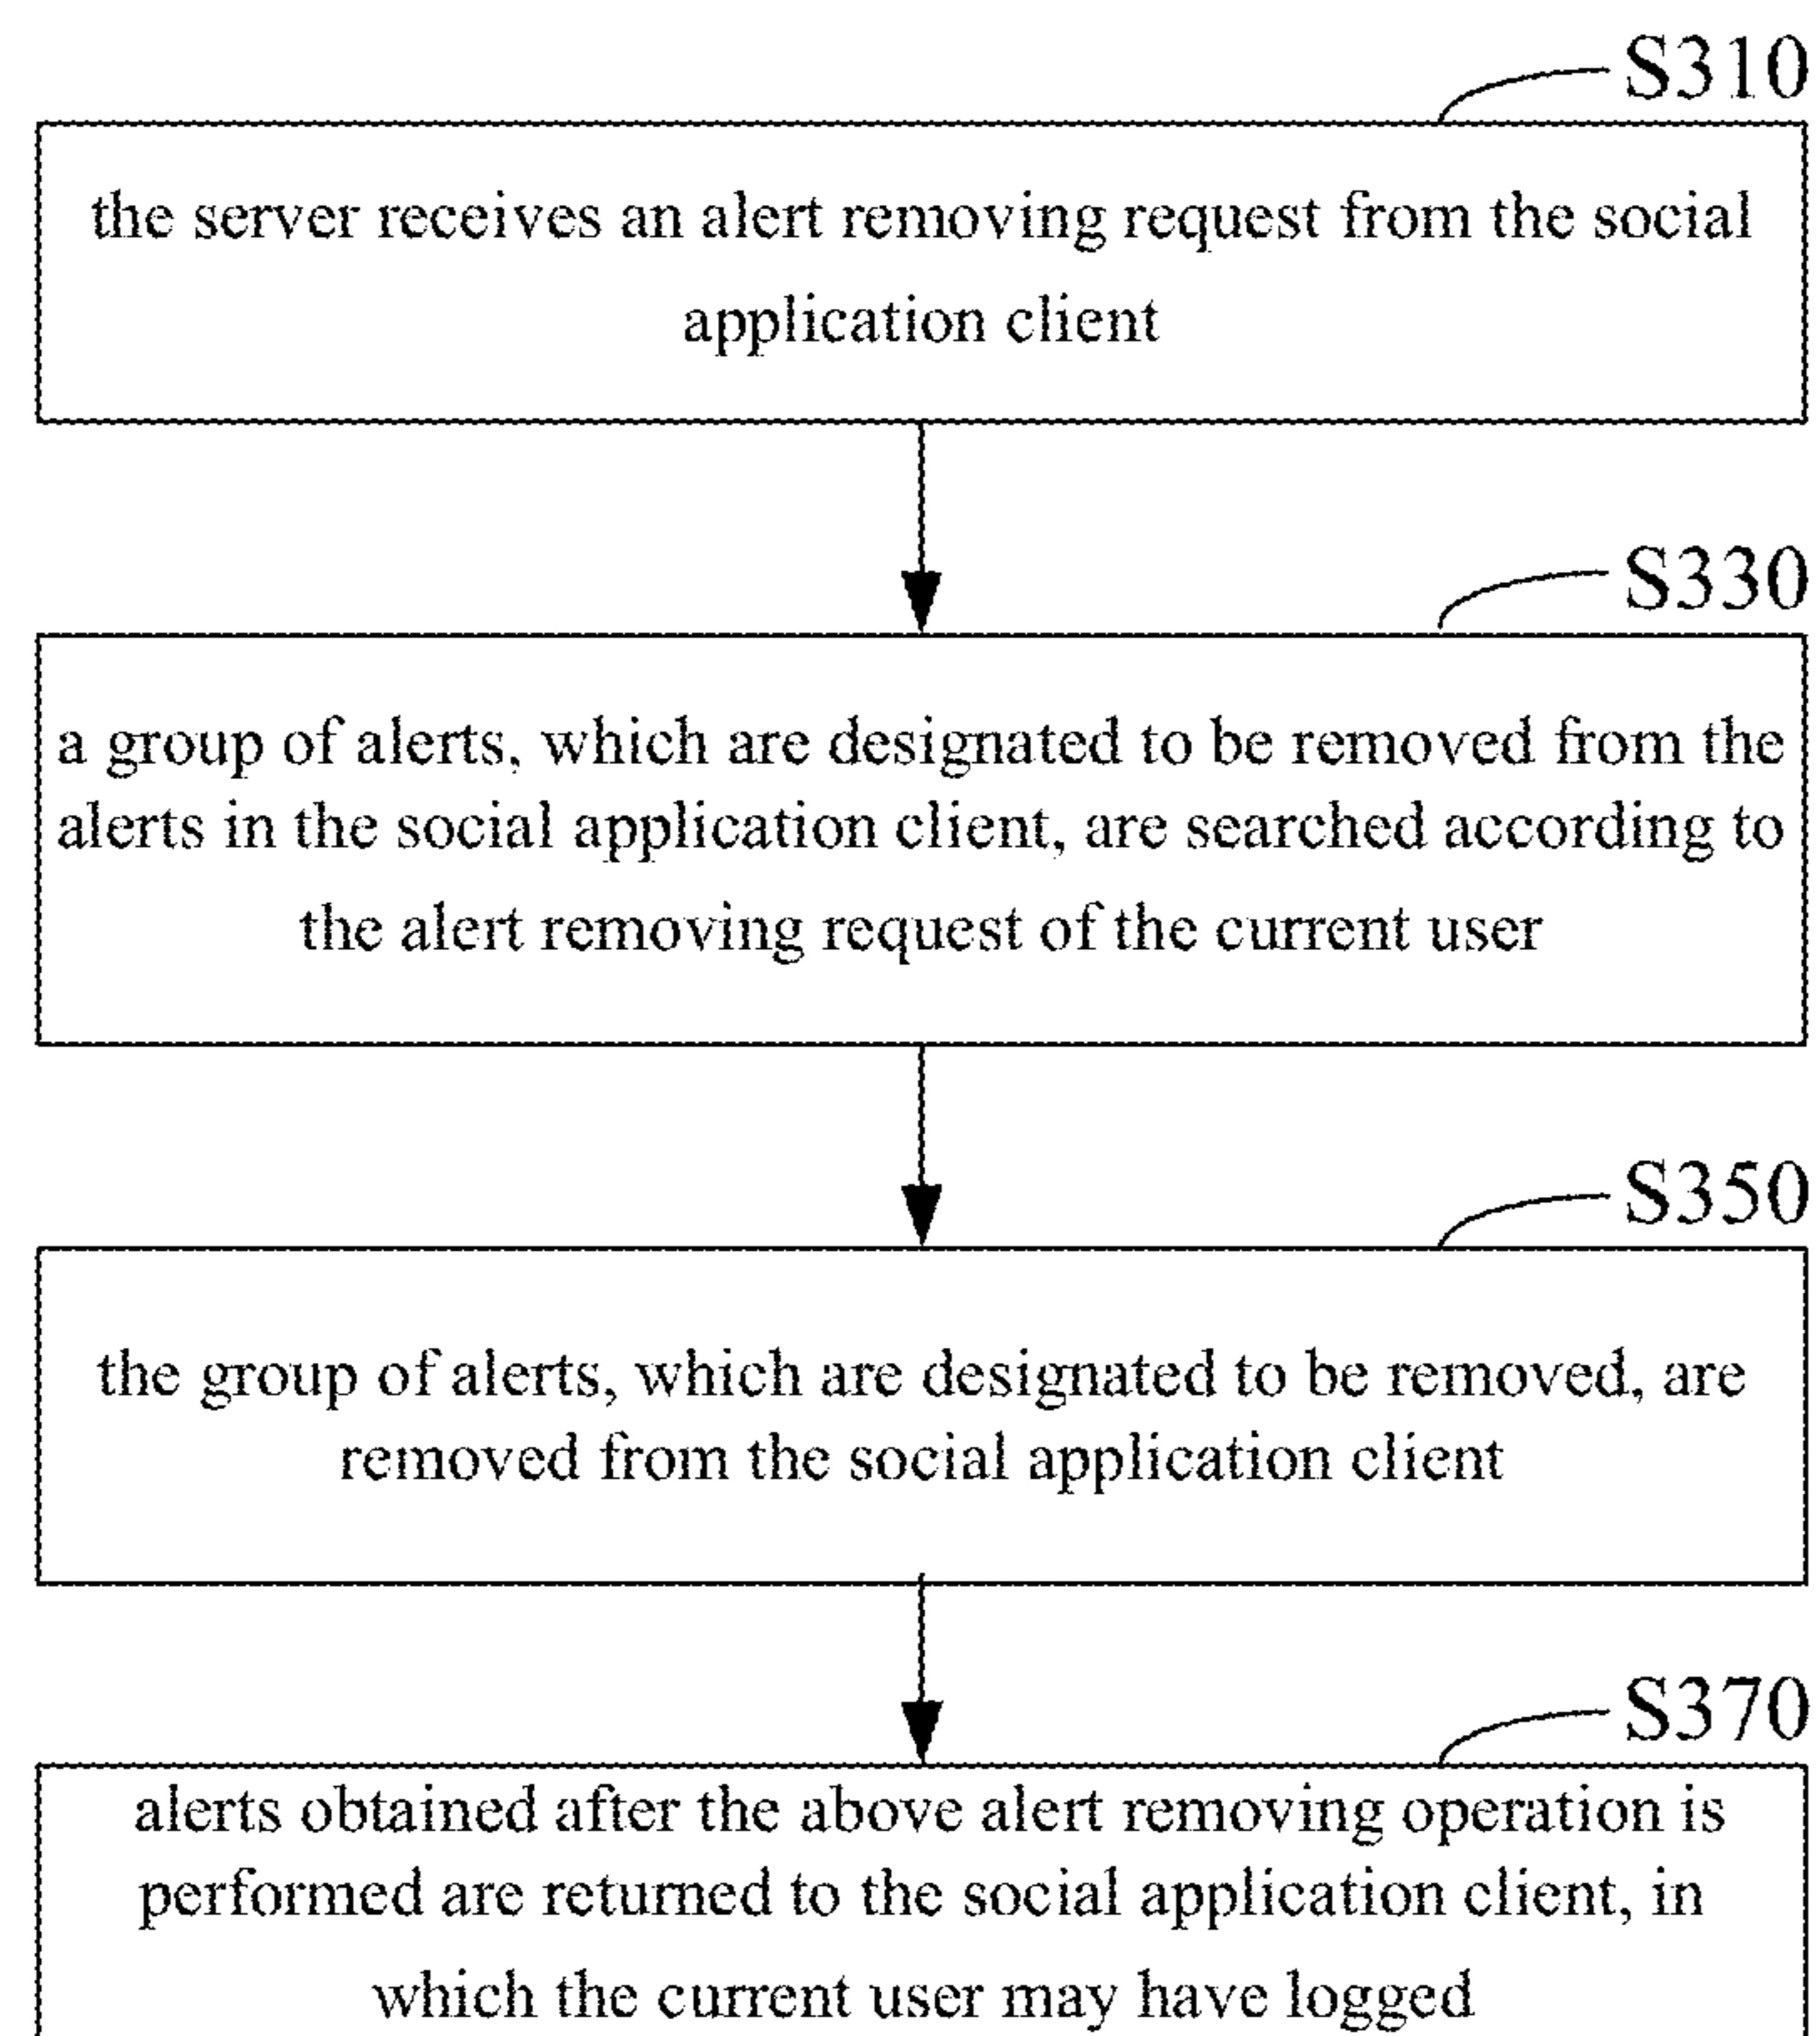 S310
the server receives an alert removing request from the social
application client
S330
a group of alerts, which are designated to be removed from the
alerts in the social application client, are searched according to
the alert removing request of the current user
S350
the group of alerts, which are designated to be removed, are
removed from the social application client
S370
alerts obtained after the above alert removing operation is
performed are returned to the social application client, in
which the current user may have logged